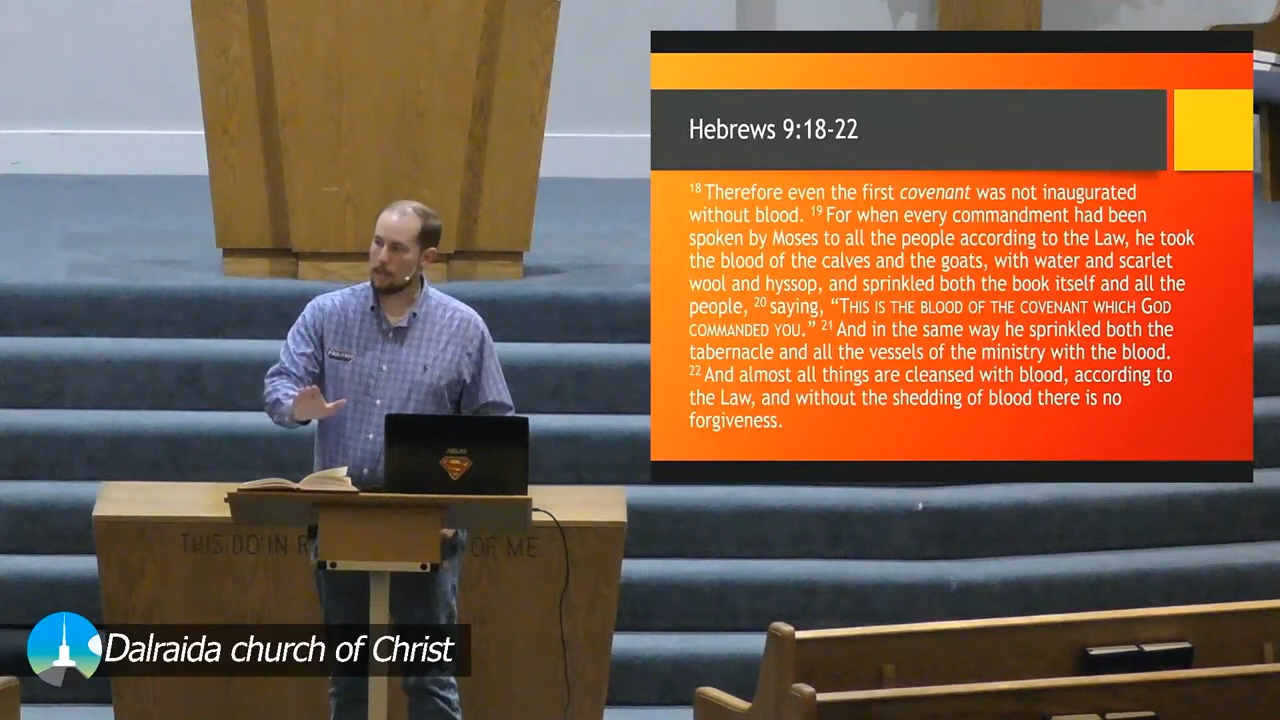 Hebrews 9:18-22
18 Therefore even the first covenant was not inaugurated
without blood. 19 For when every commandment had been
spoken by Moses to all the people according to the Law, he took
the blood of the calves and the goats, with water and scarlet
wool and hyssop, and sprinkled both the book itself and all the
people, 20 saying, “THIS IS THE BLOOD OF THE COVENANT WHICH GOD
COMMANDED YOU.” 21 And in the same way he sprinkled both the
tabernacle and all the vessels of the ministry with the blood.
22 And almost all things are cleansed with blood, according to
the Law, and without the shedding of blood there is no
forgiveness.
ASUS
THIS DO IN R OF ME
Dalraida church of Christ